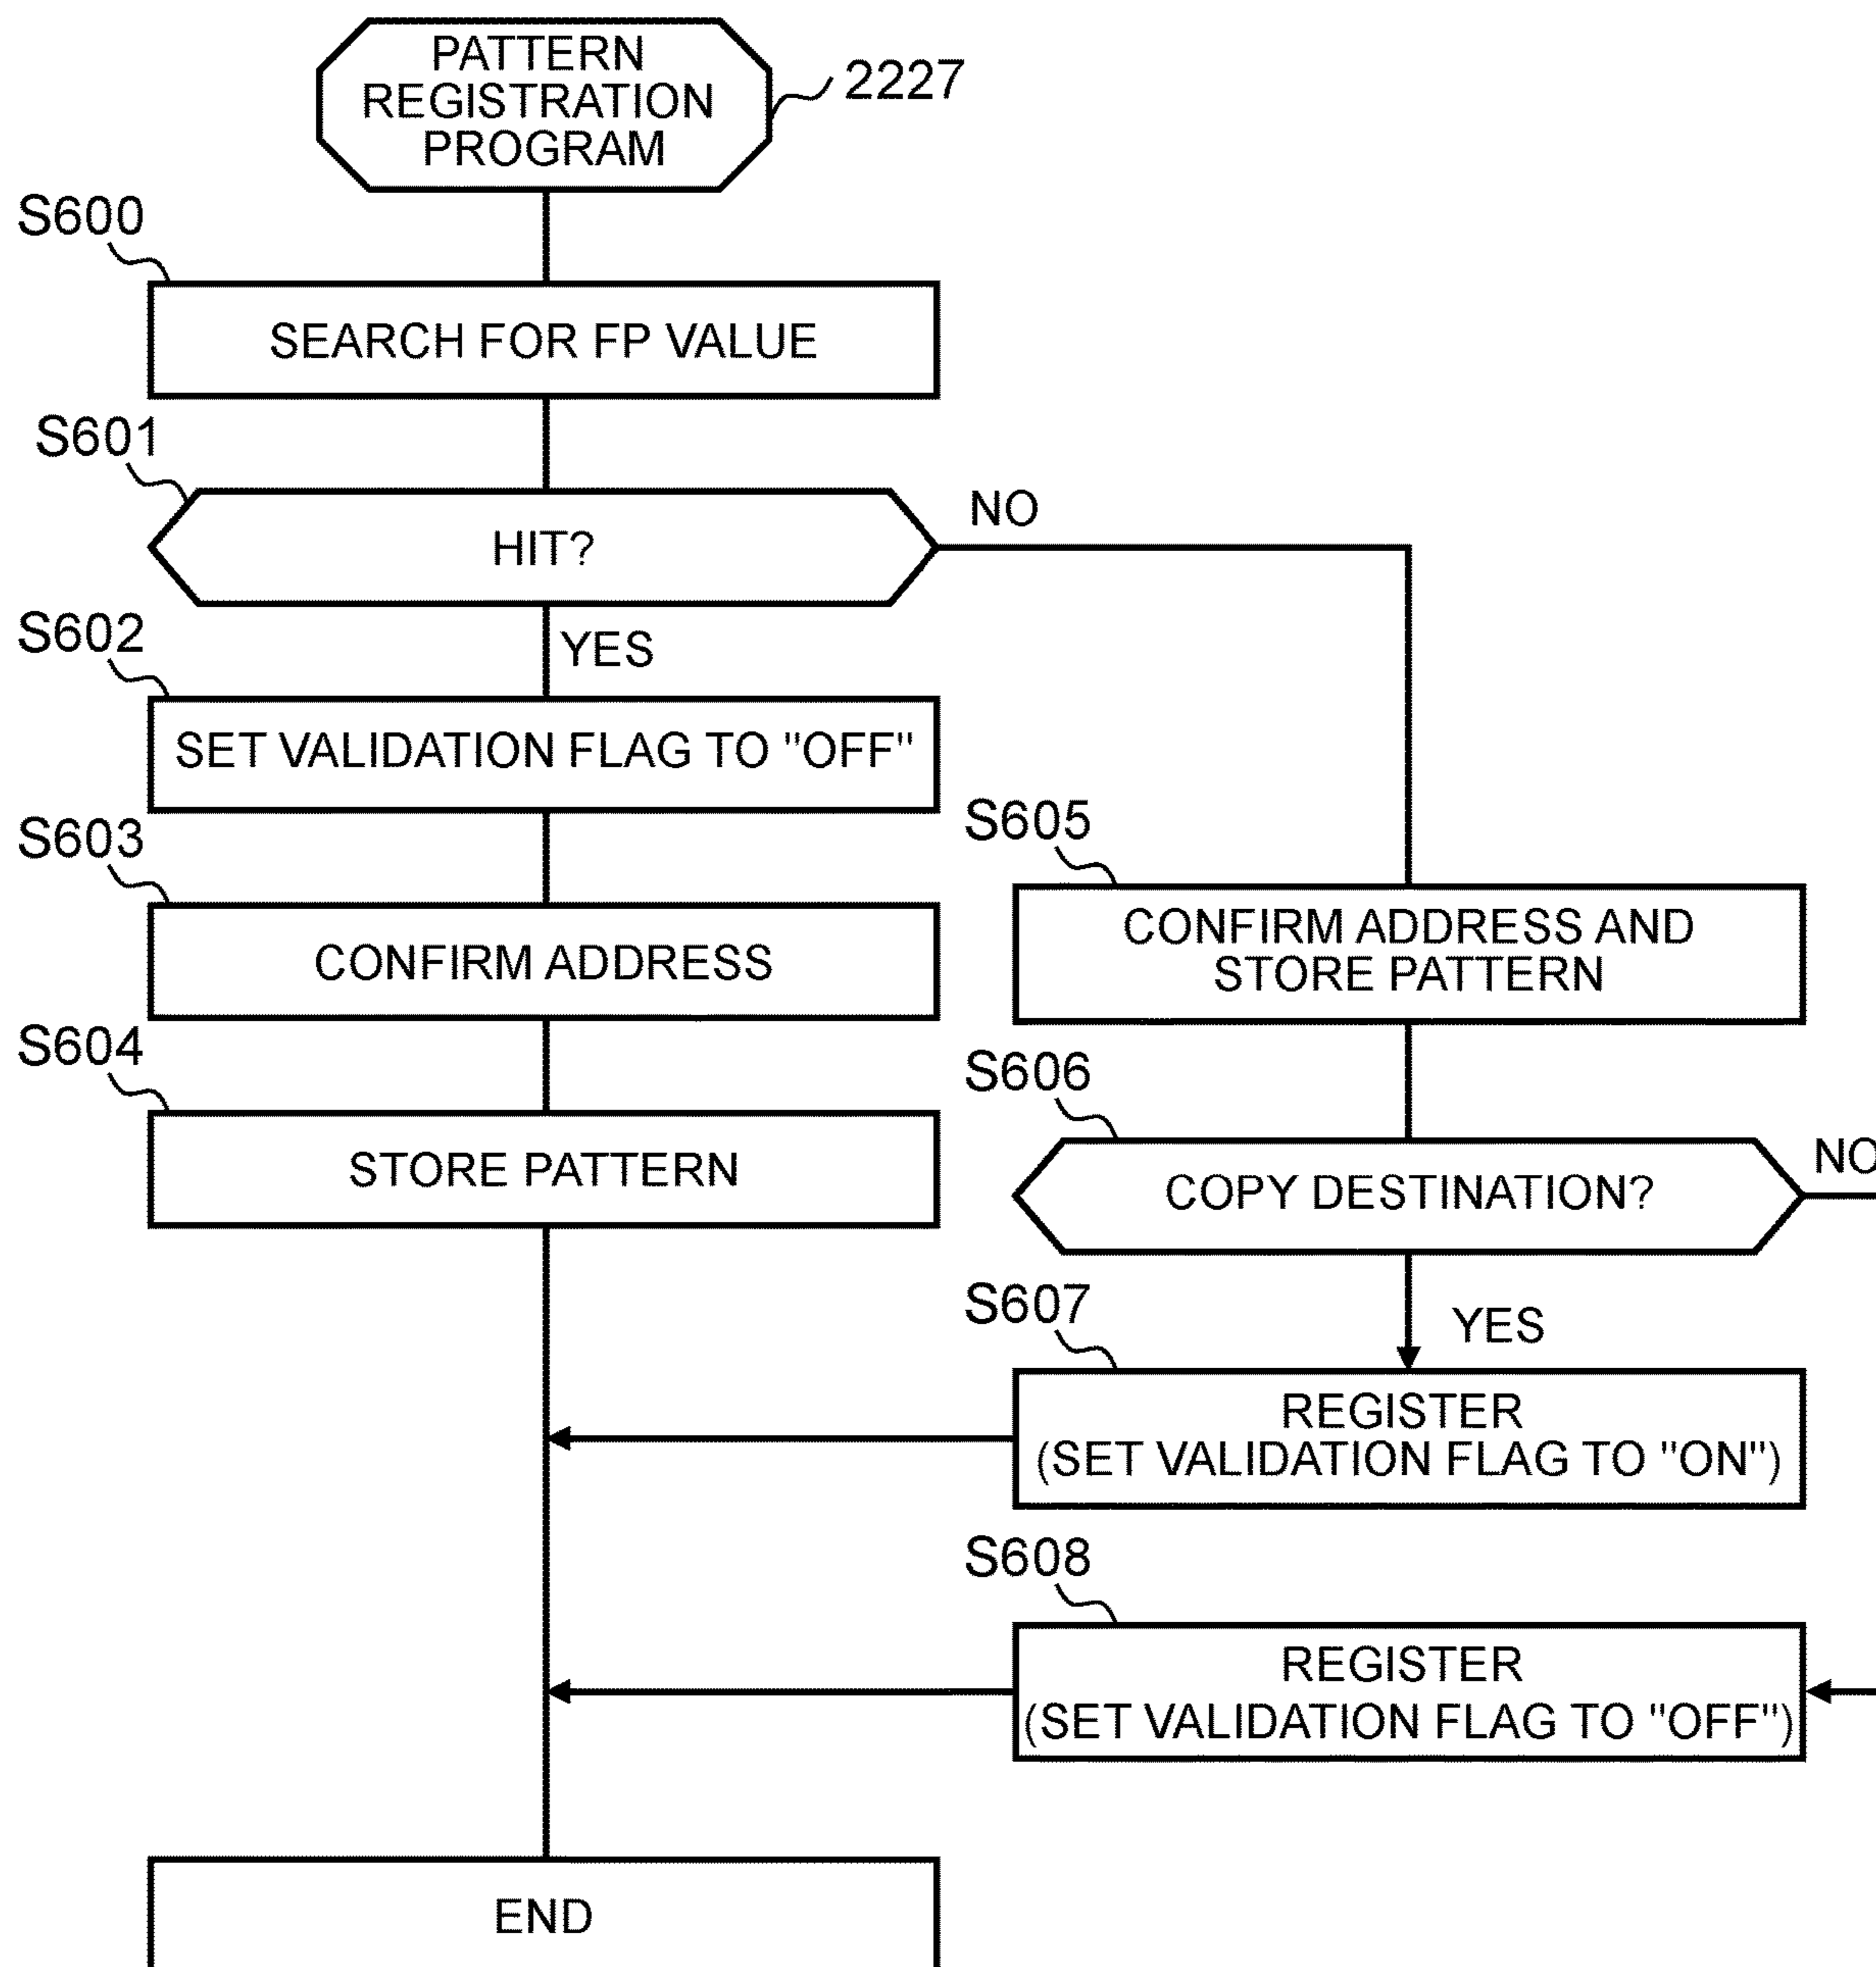 PATTERN
REGISTRATION
PROGRAM
2227
S600
SEARCH FOR FP VALUE
S601
HIT?
NO
YES
S602
SET VALIDATION FLAG TO "OFF"
S603
CONFIRM ADDRESS
S604
STORE PATTERN
S605
CONFIRM ADDRESS AND
STORE PATTERN
S606
COPY DESTINATION?
NO
YES
S607
REGISTER
(SET VALIDATION FLAG TO "ON")
S608
REGISTER
(SET VALIDATION FLAG TO "OFF")
END